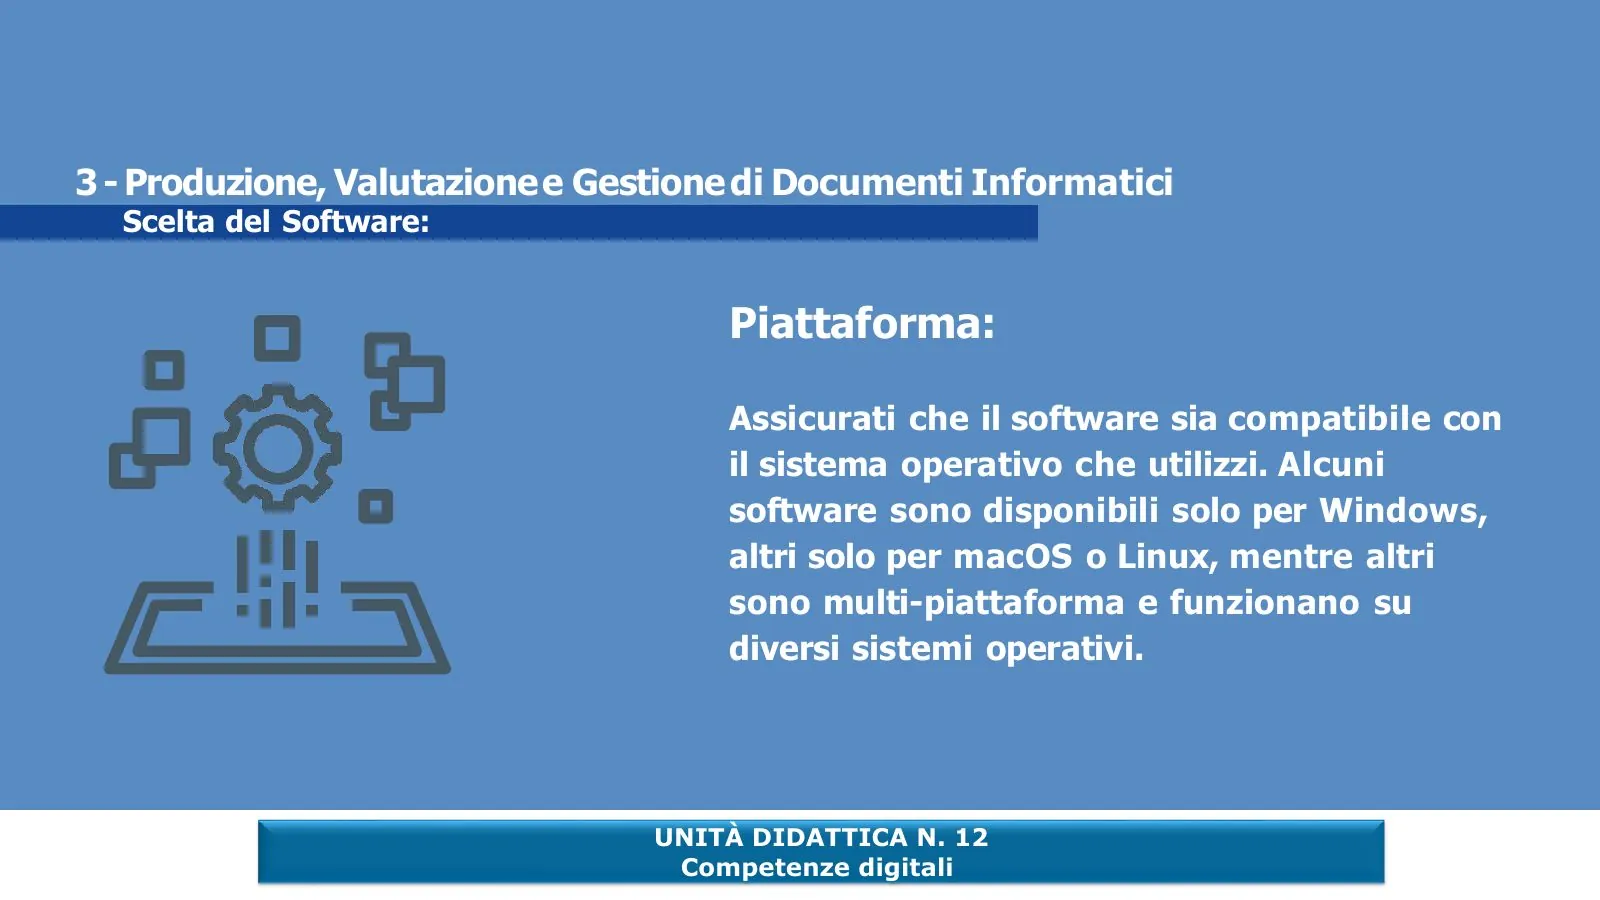 3 - Produzione, Valutazione e Gestione di Documenti Informatici
Scelta del Software:
Piattaforma:
Assicurati che il software sia compatibile con
il sistema operativo che utilizzi. Alcuni
software sono disponibili solo per Windows,
altri solo per macOS o Linux, mentre altri
sono multi-piattaforma e funzionano su
diversi sistemi operativi.
UNITÀ DIDATTICA N. 12
Competenze digitali